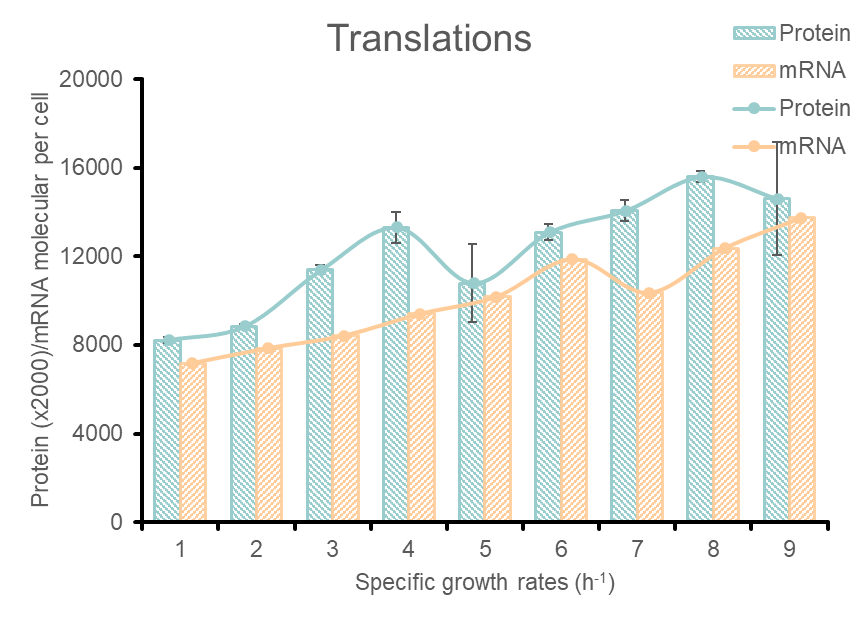 Translations
Protein
mRNA
Protein
mRNA
Protein (x2000)/mRNA molecular per cell
20000
16000
12000
8000
4000
0
1 2 3 4 5 6 7 8 9
Specific growth rates (h⁻¹)